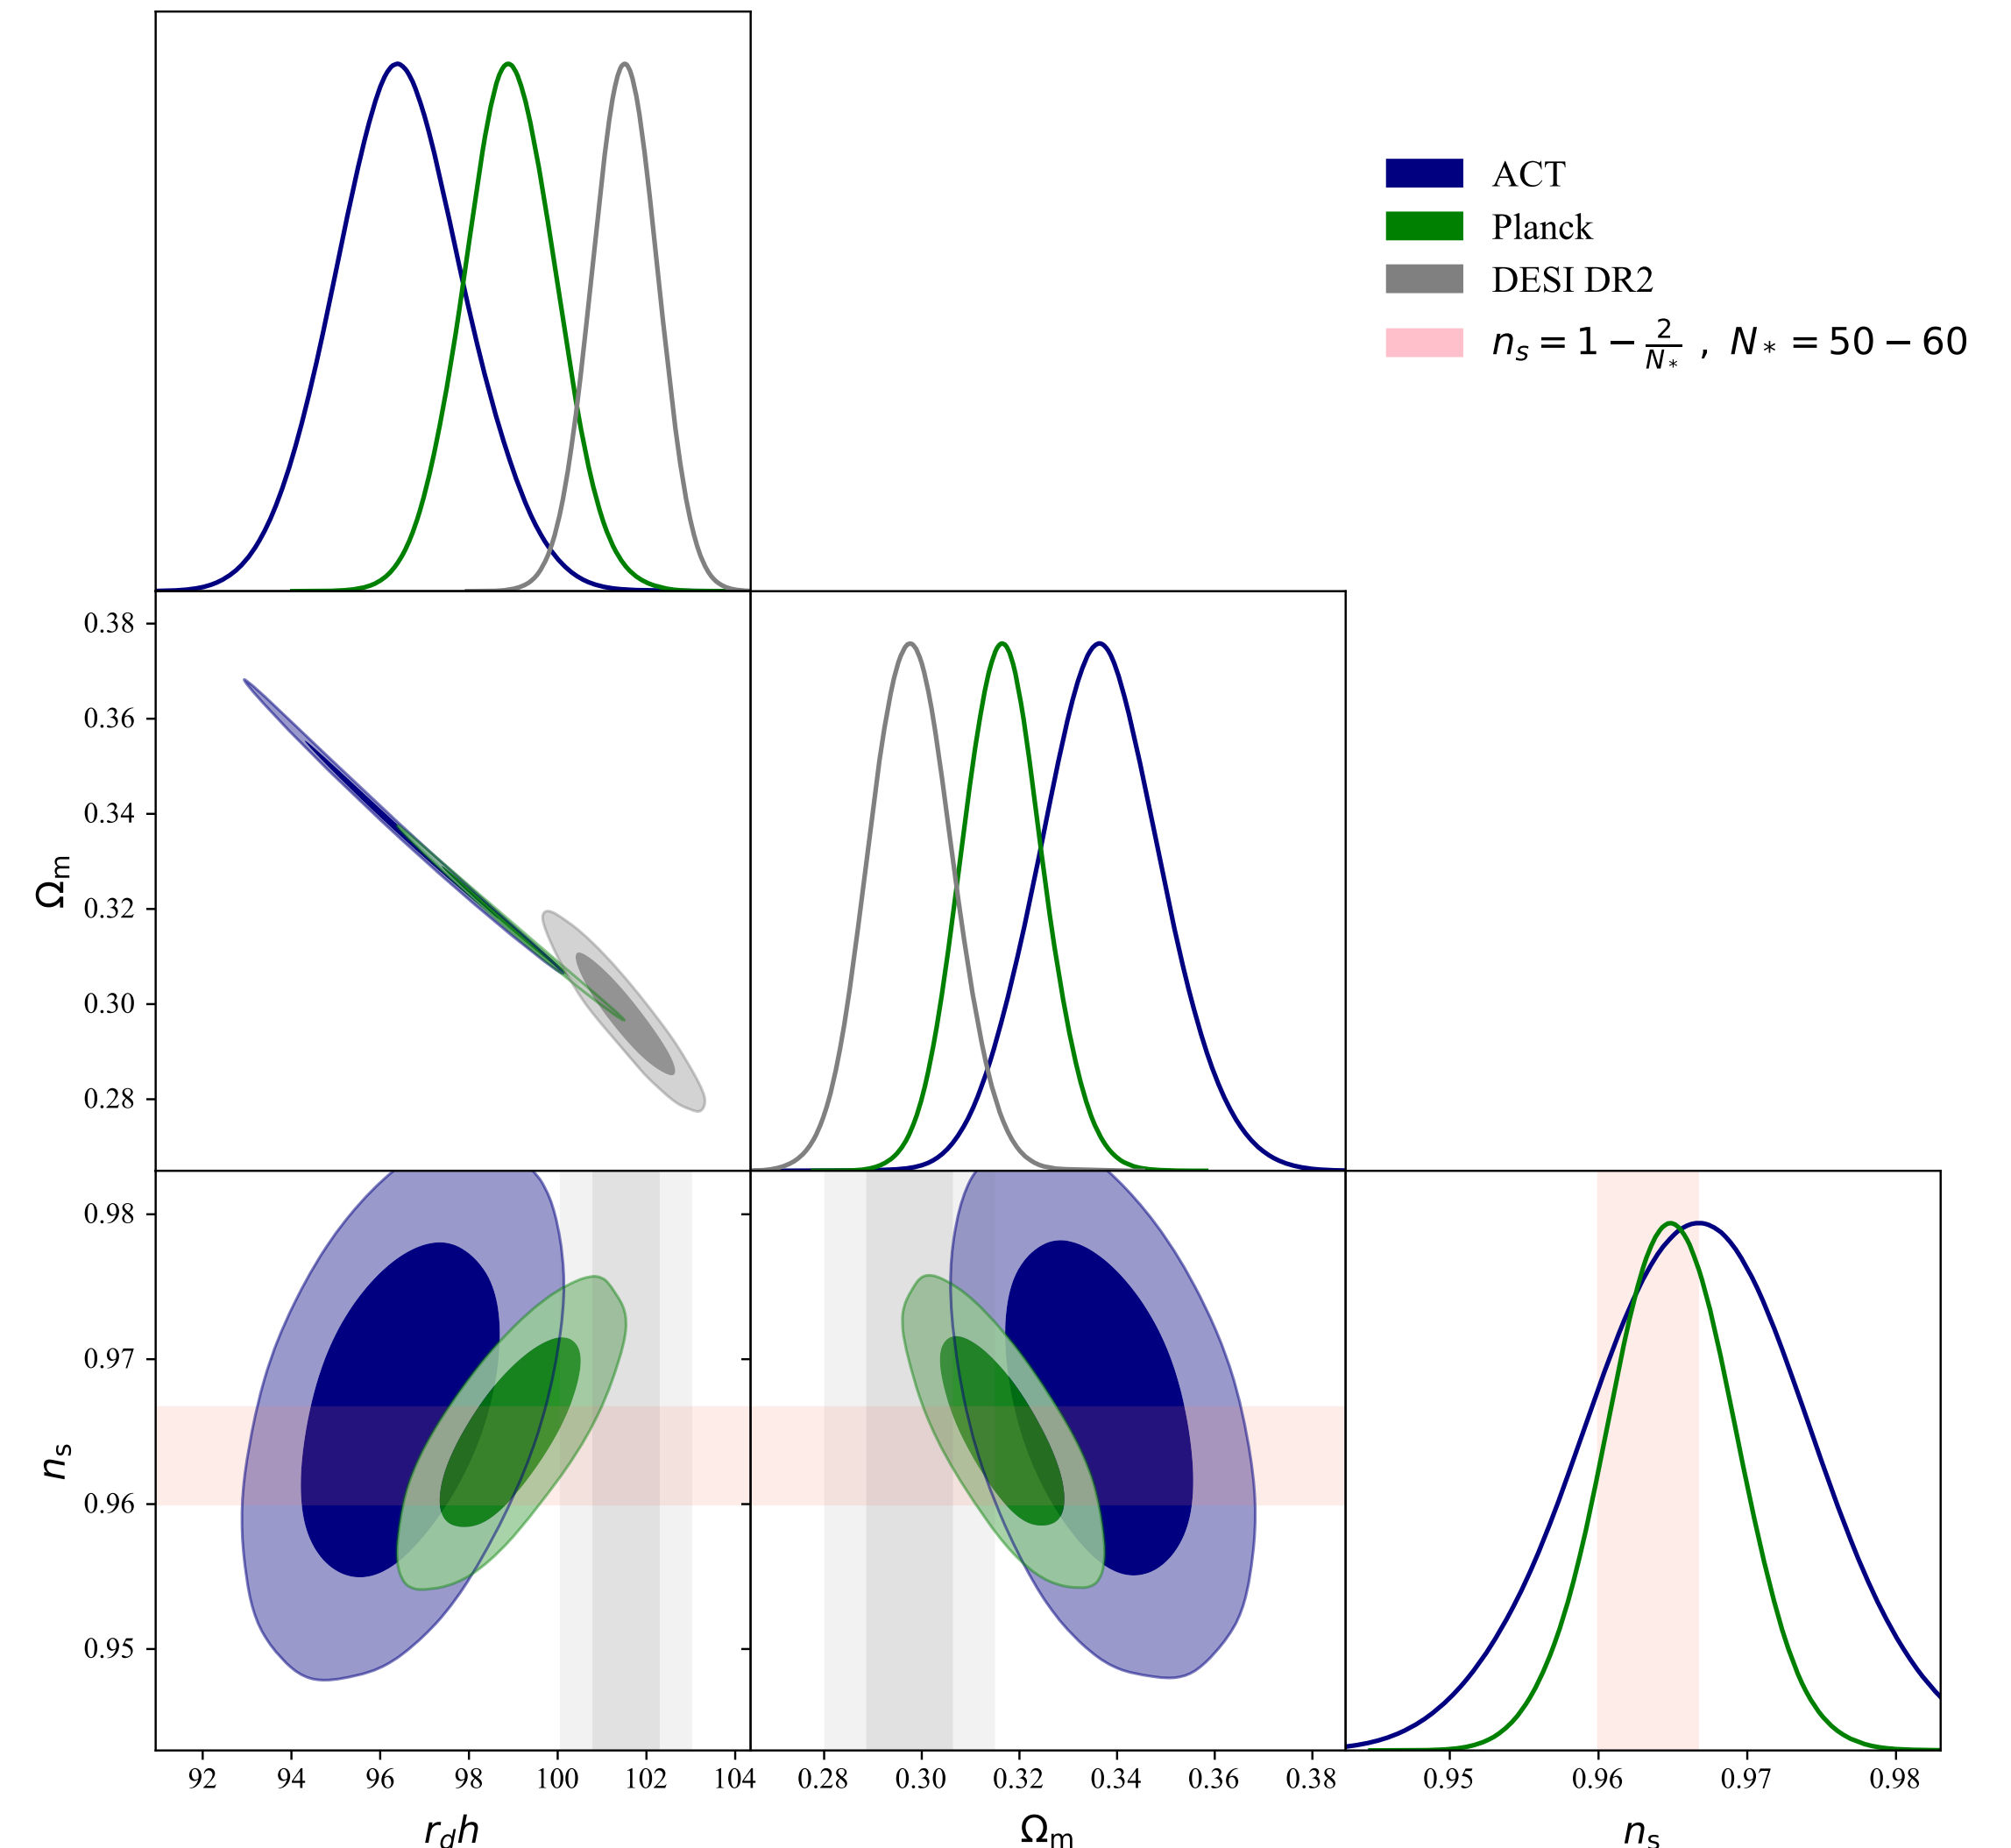 ACT
Planck
DESI DR2
n_s = 1 − 2/N_* , N_* = 50 − 60
0.38
0.36
0.34
0.32
0.30
0.28
Ω_m
0.98
0.97
0.96
0.95
n_s
92 94 96 98 100 102 104 0.28 0.30 0.32 0.34 0.36 0.38 0.95 0.96 0.97 0.98
r_d h Ω_m n_s